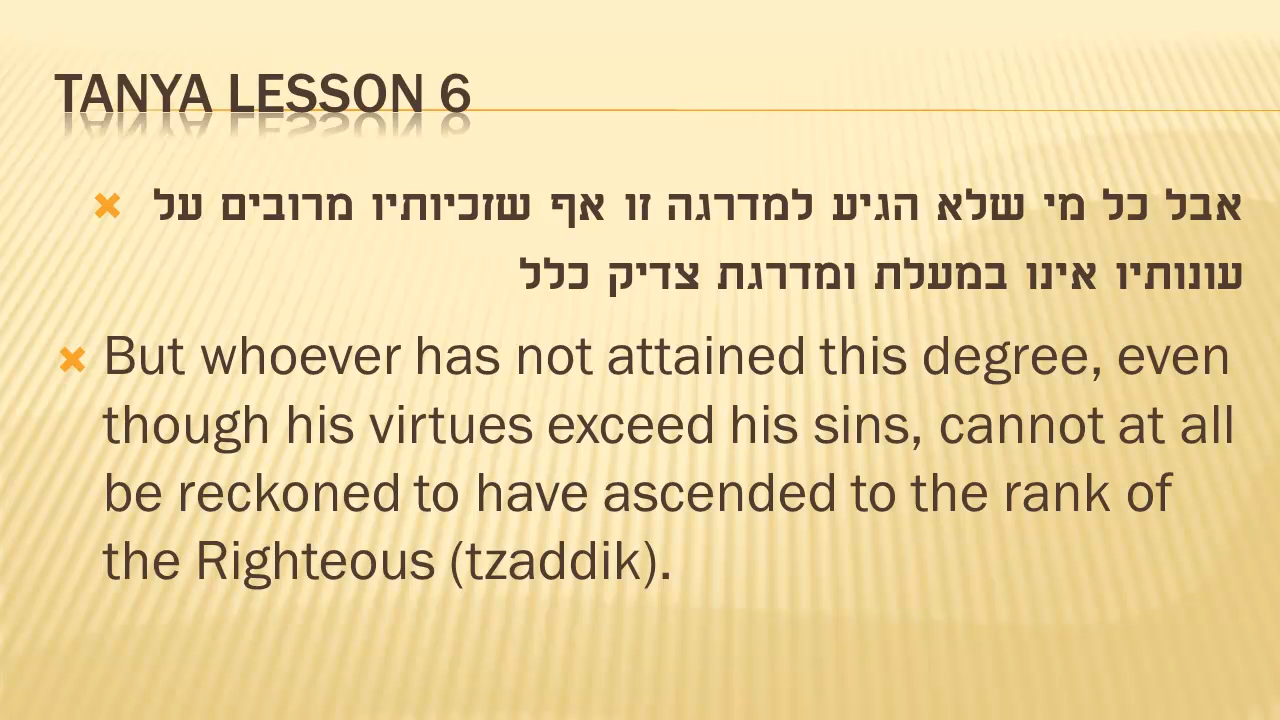 TANYA LESSON 6
אבל כל מי שלא הגיע למדרגה זו אף שזכיותיו מרובים על
עונותיו אינו במעלת ומדרגת צדיק כלל
But whoever has not attained this degree, even
though his virtues exceed his sins, cannot at all
be reckoned to have ascended to the rank of
the Righteous (tzaddik).